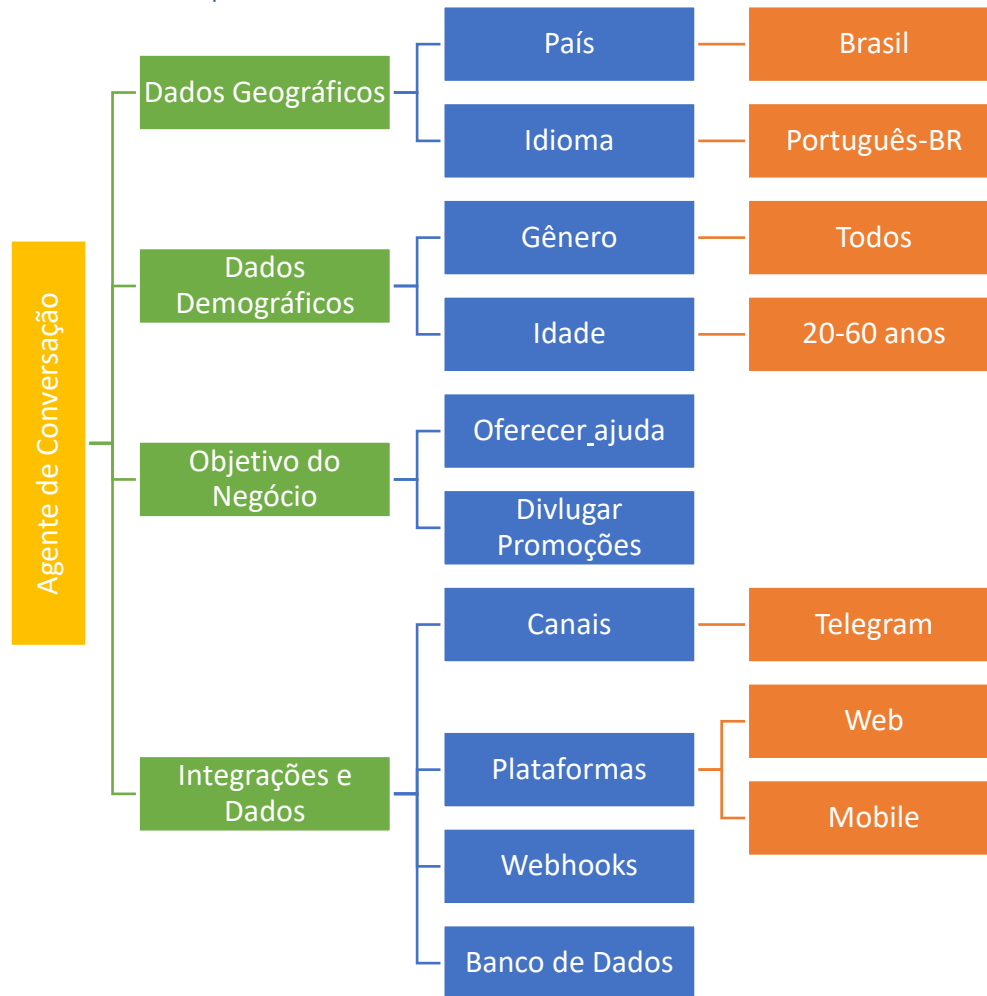 Agente de Conversação
Dados Geográficos
País
Brasil
Idioma
Português-BR
Dados
Demográficos
Gênero
Todos
Idade
20-60 anos
Objetivo do
Negócio
Oferecer ajuda
Divlugar
Promoções
Integrações e
Dados
Canais
Telegram
Plataformas
Web
Mobile
Webhooks
Banco de Dados